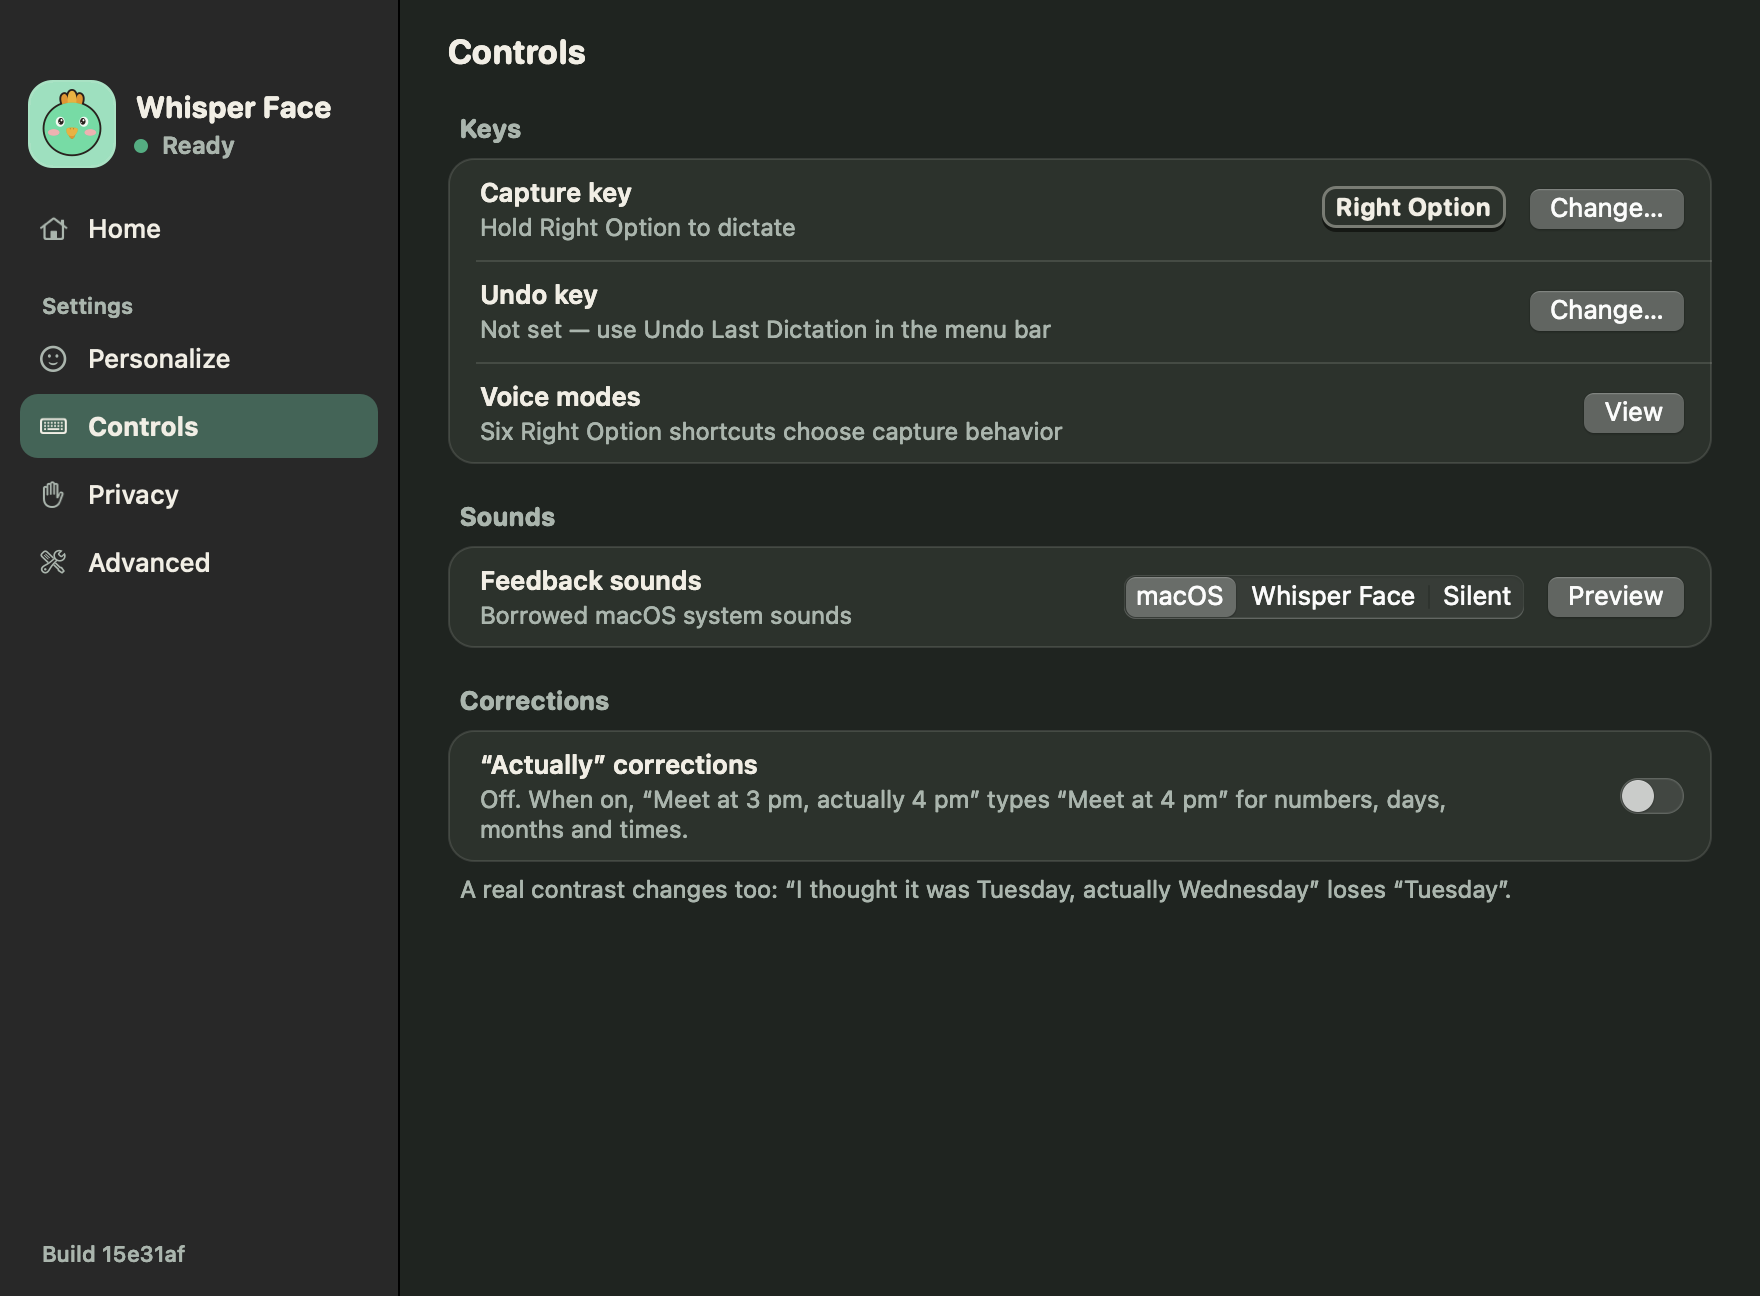 Whisper Face
Ready
Home
Settings
Personalize
Controls
Privacy
Advanced
Build 15e31af
Controls
Keys
Capture key
Hold Right Option to dictate
Right Option
Change...
Undo key
Not set — use Undo Last Dictation in the menu bar
Change...
Voice modes
Six Right Option shortcuts choose capture behavior
View
Sounds
Feedback sounds
Borrowed macOS system sounds
macOS
Whisper Face
Silent
Preview
Corrections
“Actually” corrections
Off. When on, “Meet at 3 pm, actually 4 pm” types “Meet at 4 pm” for numbers, days,
months and times.
A real contrast changes too: “I thought it was Tuesday, actually Wednesday” loses “Tuesday”.